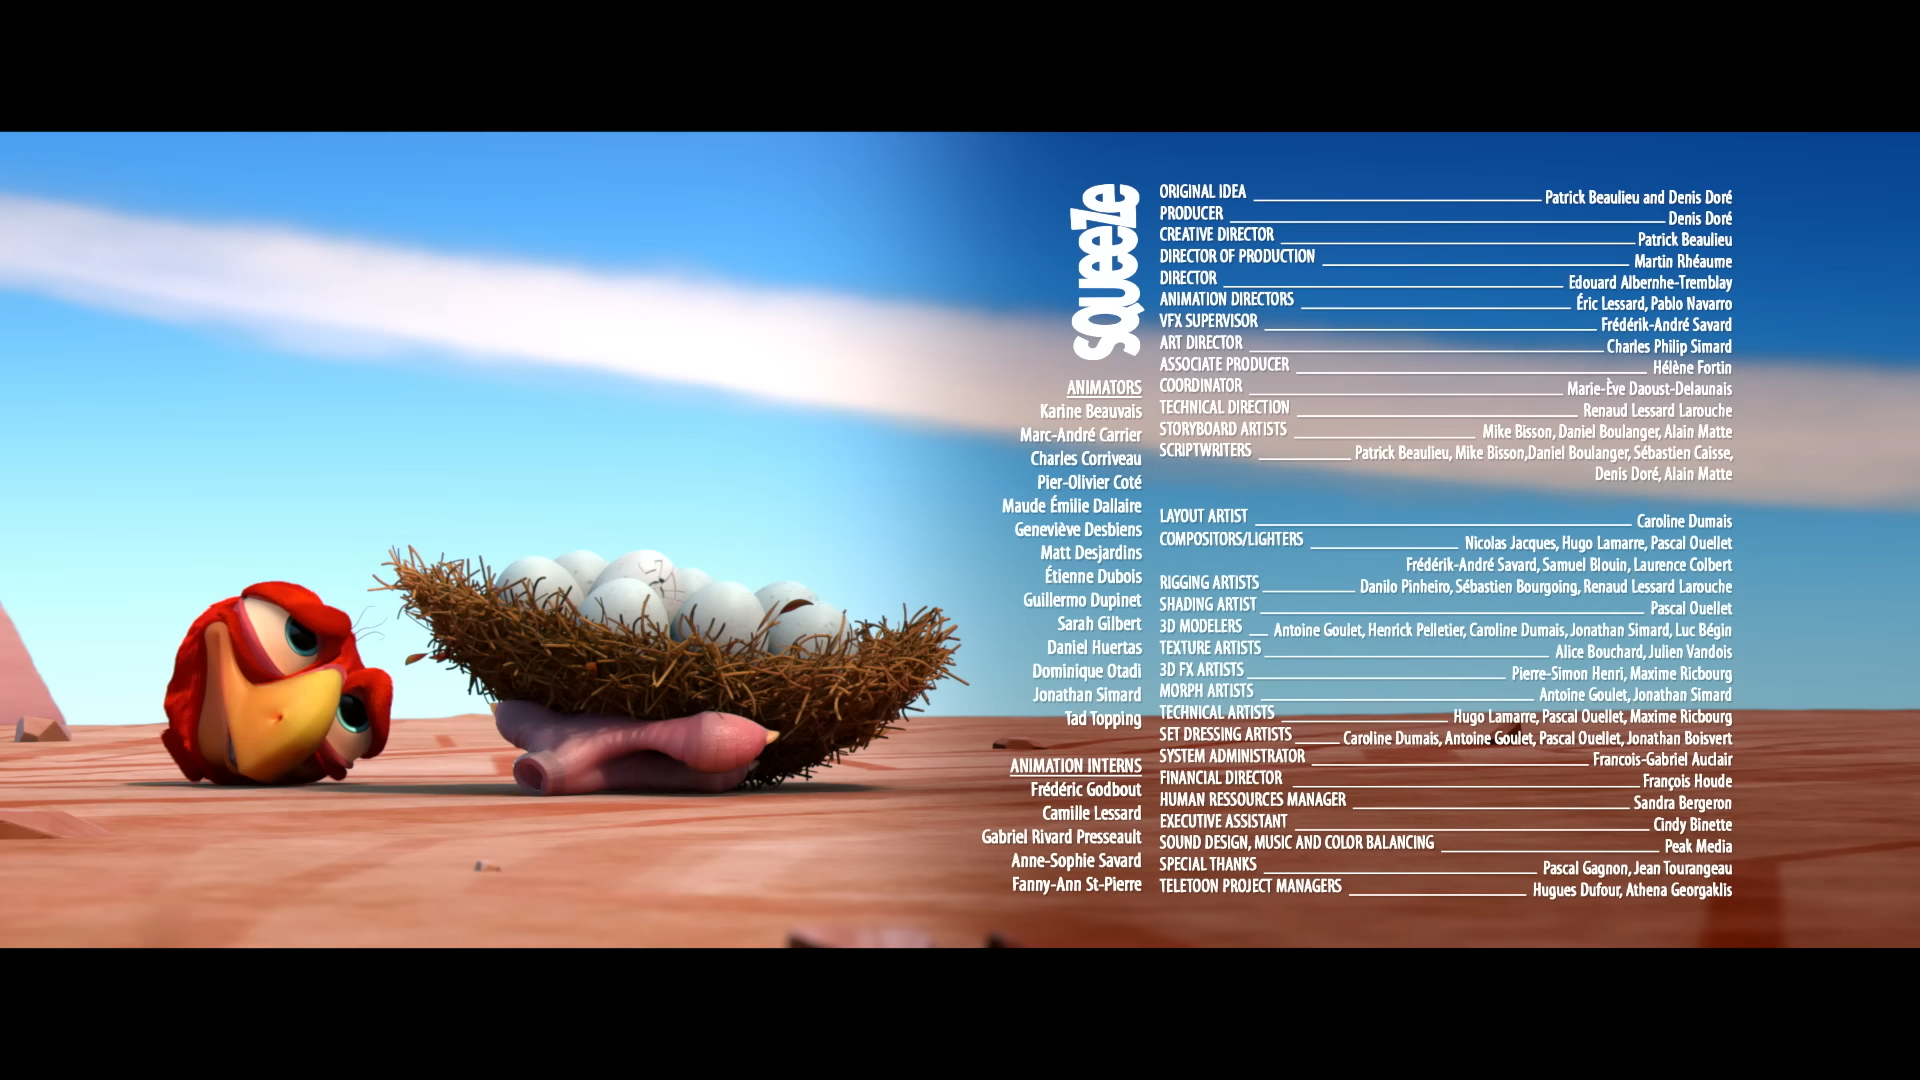 squeeze
ANIMATORS
Karine Beauvais
Marc-André Carrier
Charles Corriveau
Pier-Olivier Coté
Maude Émilie Dallaire
Geneviève Desbiens
Matt Desjardins
Étienne Dubois
Guillermo Dupinet
Sarah Gilbert
Daniel Huertas
Dominique Otadi
Jonathan Simard
Tad Topping
ANIMATION INTERNS
Frédéric Godbout
Camille Lessard
Gabriel Rivard Presseault
Anne-Sophie Savard
Fanny-Ann St-Pierre
ORIGINAL IDEA Patrick Beaulieu and Denis Doré
PRODUCER Denis Doré
CREATIVE DIRECTOR Patrick Beaulieu
DIRECTOR OF PRODUCTION Martin Rhéaume
DIRECTOR Edouard Albernhe-Tremblay
ANIMATION DIRECTORS Éric Lessard, Pablo Navarro
VFX SUPERVISOR Frédérik-André Savard
ART DIRECTOR Charles Philip Simard
ASSOCIATE PRODUCER Hélène Fortin
COORDINATOR Marie-Ève Daoust-Delaunais
TECHNICAL DIRECTION Renaud Lessard Larouche
STORYBOARD ARTISTS Mike Bisson, Daniel Boulanger, Alain Matte
SCRIPTWRITERS Patrick Beaulieu, Mike Bisson,Daniel Boulanger, Sébastien Caisse,
Denis Doré, Alain Matte
LAYOUT ARTIST Caroline Dumais
COMPOSITORS/LIGHTERS Nicolas Jacques, Hugo Lamarre, Pascal Ouellet
Frédérik-André Savard, Samuel Blouin, Laurence Colbert
RIGGING ARTISTS Danilo Pinheiro, Sébastien Bourgoing, Renaud Lessard Larouche
SHADING ARTIST Pascal Ouellet
3D MODELERS Antoine Goulet, Henrick Pelletier, Caroline Dumais, Jonathan Simard, Luc Bégin
TEXTURE ARTISTS Alice Bouchard, Julien Vandois
3D FX ARTISTS Pierre-Simon Henri, Maxime Ricbourg
MORPH ARTISTS Antoine Goulet, Jonathan Simard
TECHNICAL ARTISTS Hugo Lamarre, Pascal Ouellet, Maxime Ricbourg
SET DRESSING ARTISTS Caroline Dumais, Antoine Goulet, Pascal Ouellet, Jonathan Boisvert
SYSTEM ADMINISTRATOR Francois-Gabriel Auclair
FINANCIAL DIRECTOR François Houde
HUMAN RESSOURCES MANAGER Sandra Bergeron
EXECUTIVE ASSISTANT Cindy Binette
SOUND DESIGN, MUSIC AND COLOR BALANCING Peak Media
SPECIAL THANKS Pascal Gagnon, Jean Tourangeau
TELETOON PROJECT MANAGERS Hugues Dufour, Athena Georgaklis